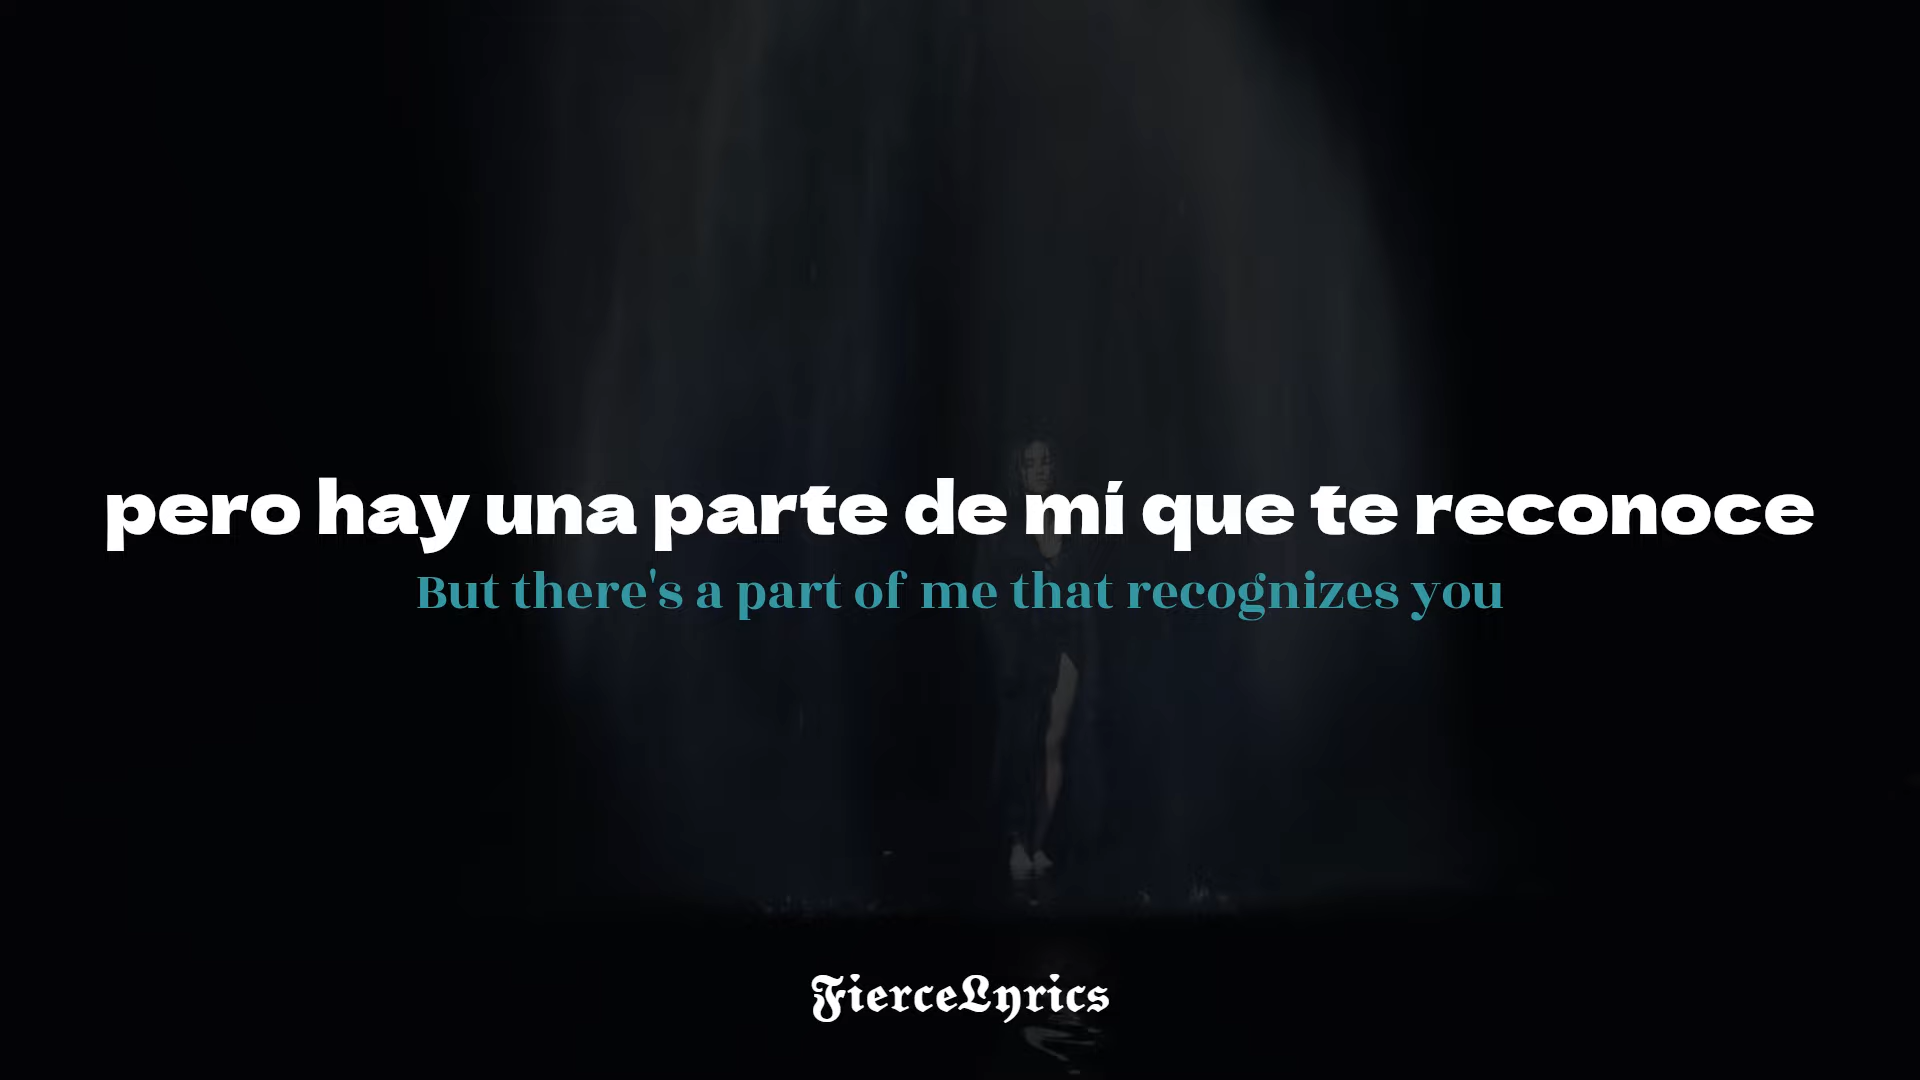 pero hay una parte de mí que te reconoce
But there's a part of me that recognizes you
FierceLyrics